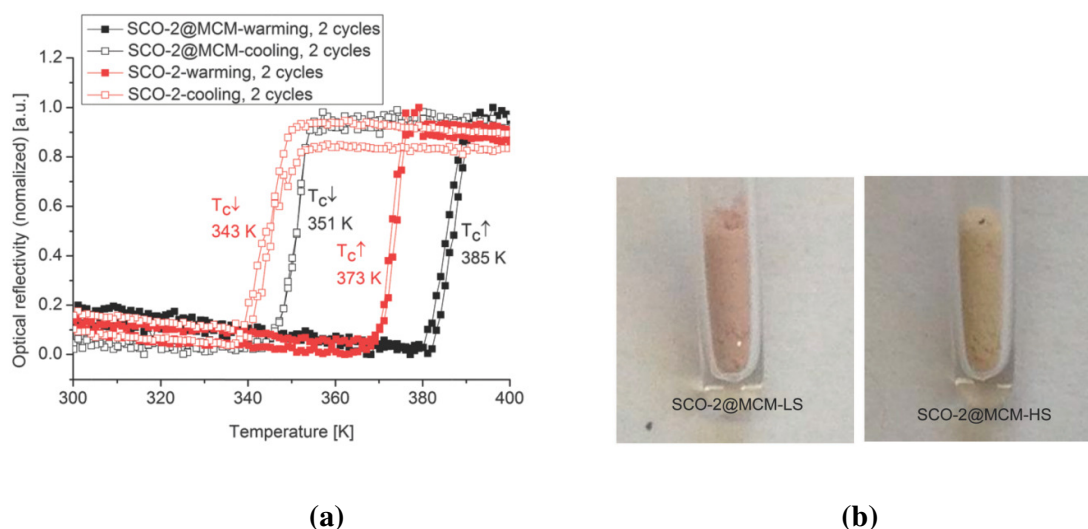 SCO-2@MCM-warming, 2 cycles
SCO-2@MCM-cooling, 2 cycles
SCO-2-warming, 2 cycles
SCO-2-cooling, 2 cycles
Optical reflectivity (nomalized) [a.u.]
1.2
1.0
0.8
0.6
0.4
0.2
0.0
Tc↓
343 K
Tc↓
351 K
Tc↑
373 K
Tc↑
385 K
300 320 340 360 380 400
Temperature [K]
SCO-2@MCM-LS
SCO-2@MCM-HS
(a)
(b)